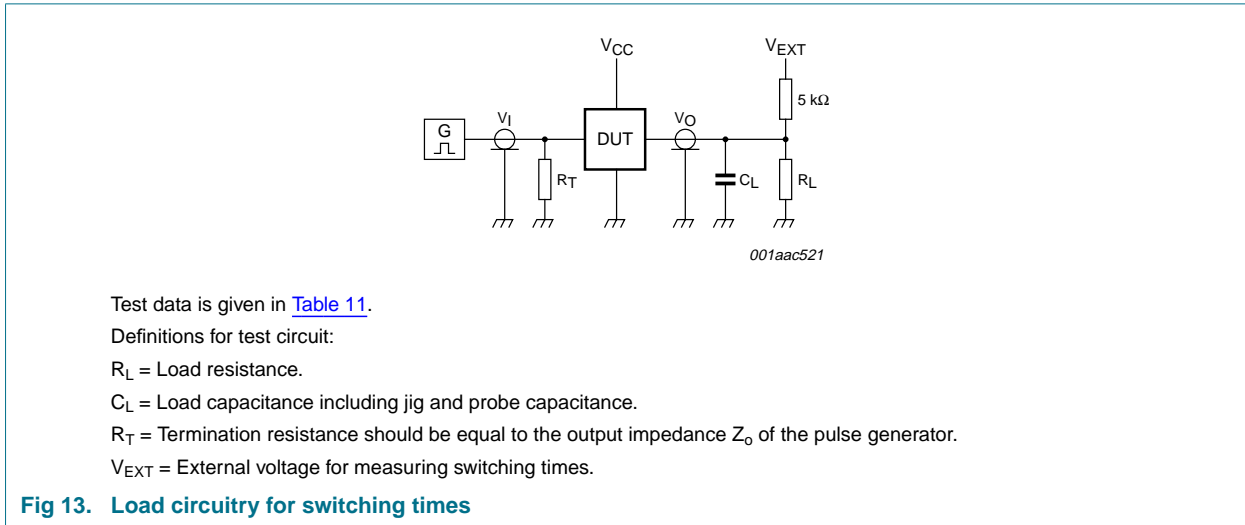 VCC
VEXT
5 kΩ
G
VI
DUT
VO
RT
CL
RL
001aac521
Test data is given in Table 11.
Definitions for test circuit:
RL = Load resistance.
CL = Load capacitance including jig and probe capacitance.
RT = Termination resistance should be equal to the output impedance Zo of the pulse generator.
VEXT = External voltage for measuring switching times.
Fig 13. Load circuitry for switching times